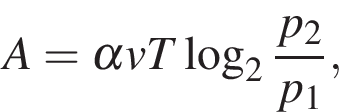 A = αvT log₂ p₂/p₁,